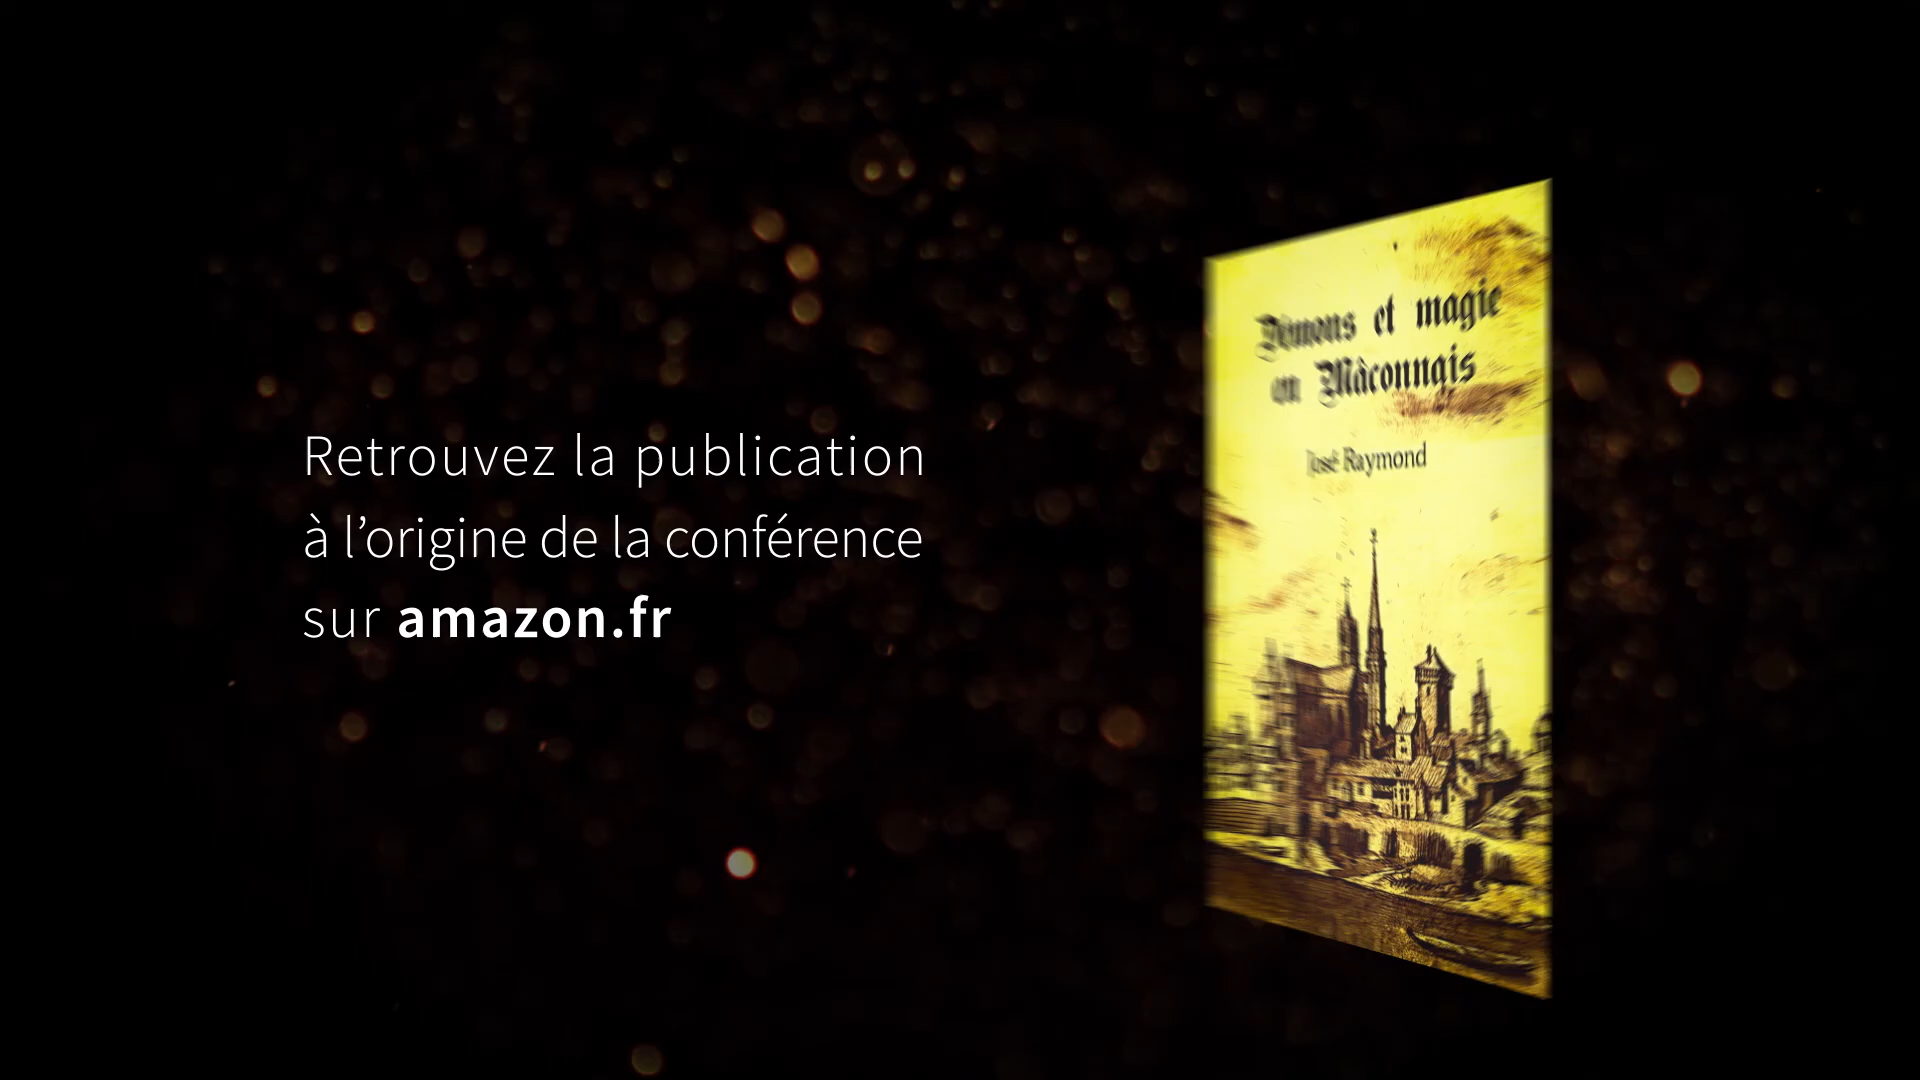 Retrouvez la publication
à l’origine de la conférence
sur amazon.fr
Démons et magie
en Mâconnais
José Raymond